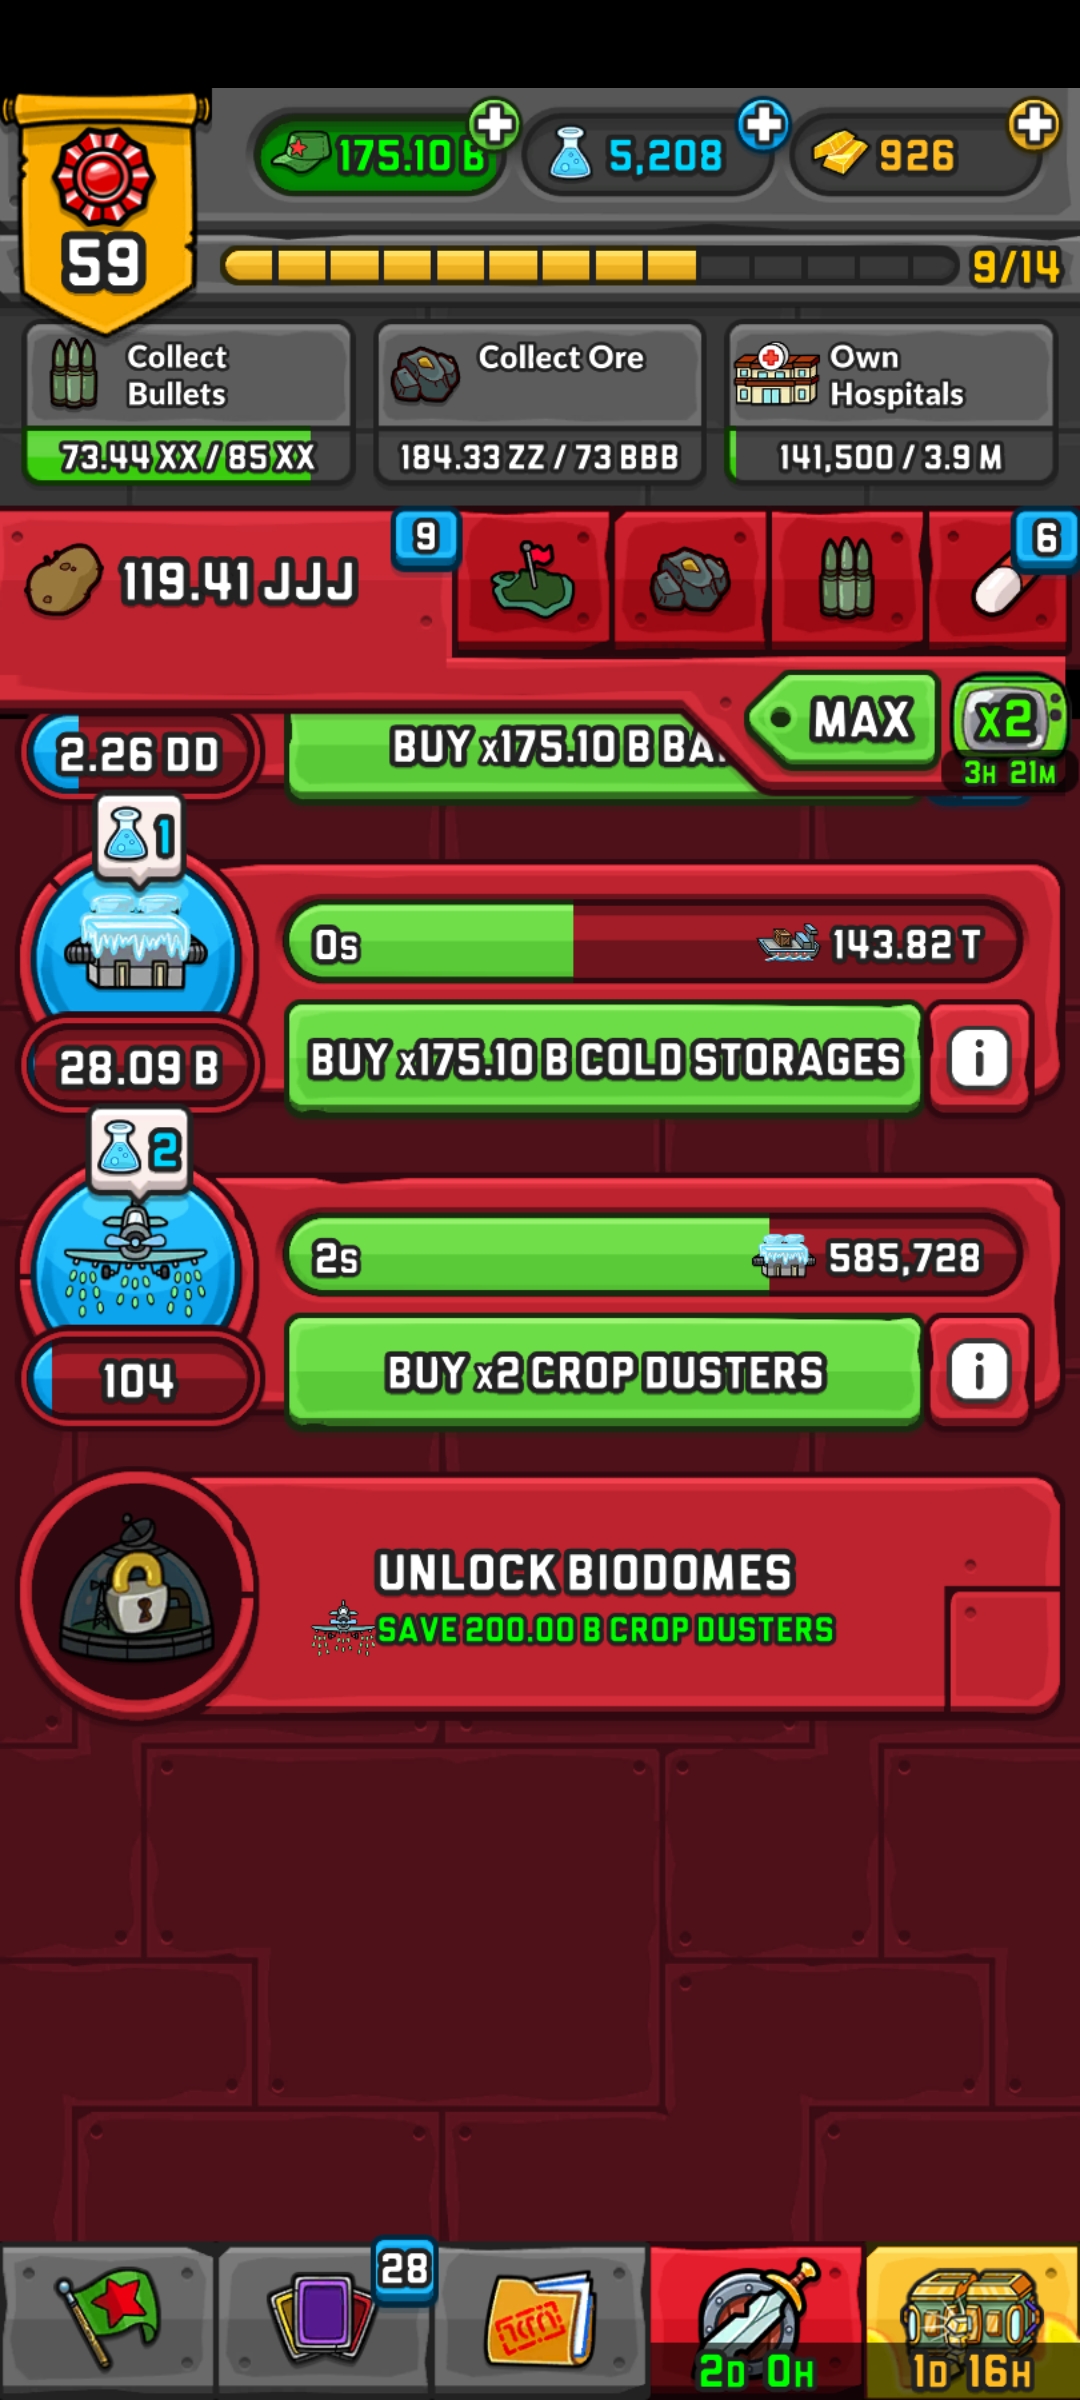 175.10 B
5,208
926
59
9/14
Collect
Bullets
73.44 XX / 85 XX
Collect Ore
184.33 ZZ / 73 BBB
Own
Hospitals
141,500 / 3.9 M
119.41 JJJ
9
6
MAX
x2
3H 21M
2.26 DD
BUY x175.10 B BA
1
0s
143.82 T
28.09 B
BUY x175.10 B COLD STORAGES
i
2
2s
585,728
104
BUY x2 CROP DUSTERS
i
UNLOCK BIODOMES
SAVE 200.00 B CROP DUSTERS
28
2D 0H
1D 16H